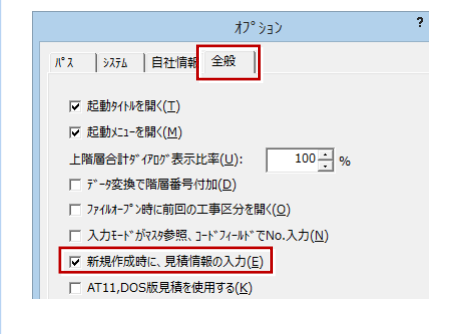 ｵﾌﾟｼｮﾝ ?
ﾊﾟｽ ｼｽﾃﾑ 自社情報 全般
起動ﾀｲﾄﾙを開く(T)
起動ﾒﾆｭｰを開く(M)
上階層合計ﾀﾞｲｱﾛｸﾞ表示比率(U): 100 %
ﾃﾞｰﾀ変換で階層番号付加(D)
ﾌｧｲﾙｵｰﾌﾟﾝ時に前回の工事区分を開く(O)
入力ﾓｰﾄﾞがﾏｽﾀ参照、ｺｰﾄﾞﾌｨｰﾙﾄﾞでNo.入力(N)
新規作成時に、見積情報の入力(E)
AT11,DOS版見積を使用する(K)